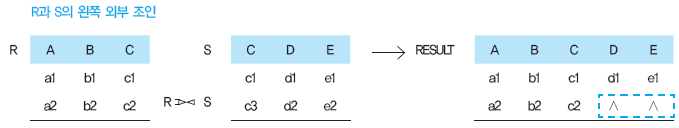 R과 S의 왼쪽 외부 조인
R A B C S C D E RESULT A B C D E
a1 b1 c1 c1 d1 e1 a1 b1 c1 d1 e1
a2 b2 c2 R ⟕ S c3 d2 e2 a2 b2 c2 ∧ ∧